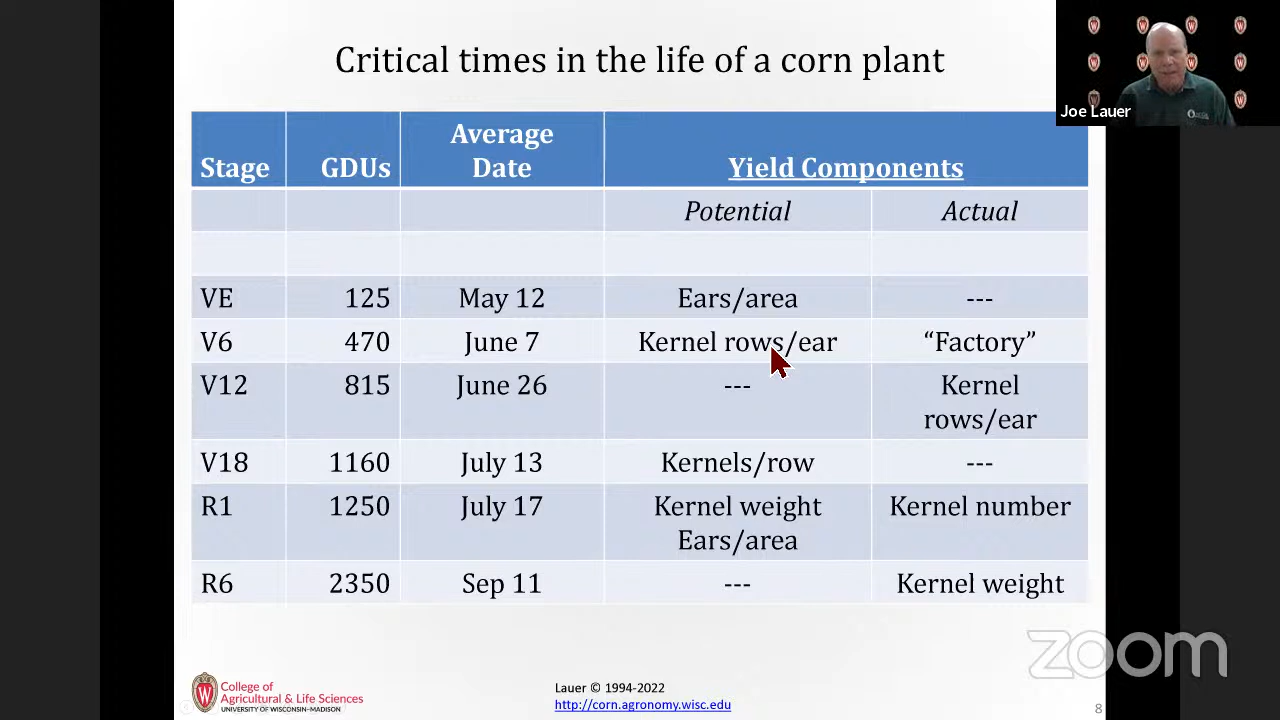 Critical times in the life of a corn plant
Joe Lauer
Stage GDUs Average Date Yield Components
Potential Actual
VE 125 May 12 Ears/area ---
V6 470 June 7 Kernel rows/ear “Factory”
V12 815 June 26 --- Kernel rows/ear
V18 1160 July 13 Kernels/row ---
R1 1250 July 17 Kernel weight Ears/area Kernel number
R6 2350 Sep 11 --- Kernel weight
zoom
College of
Agricultural & Life Sciences
UNIVERSITY OF WISCONSIN–MADISON
Lauer © 1994-2022
http://corn.agronomy.wisc.edu
8